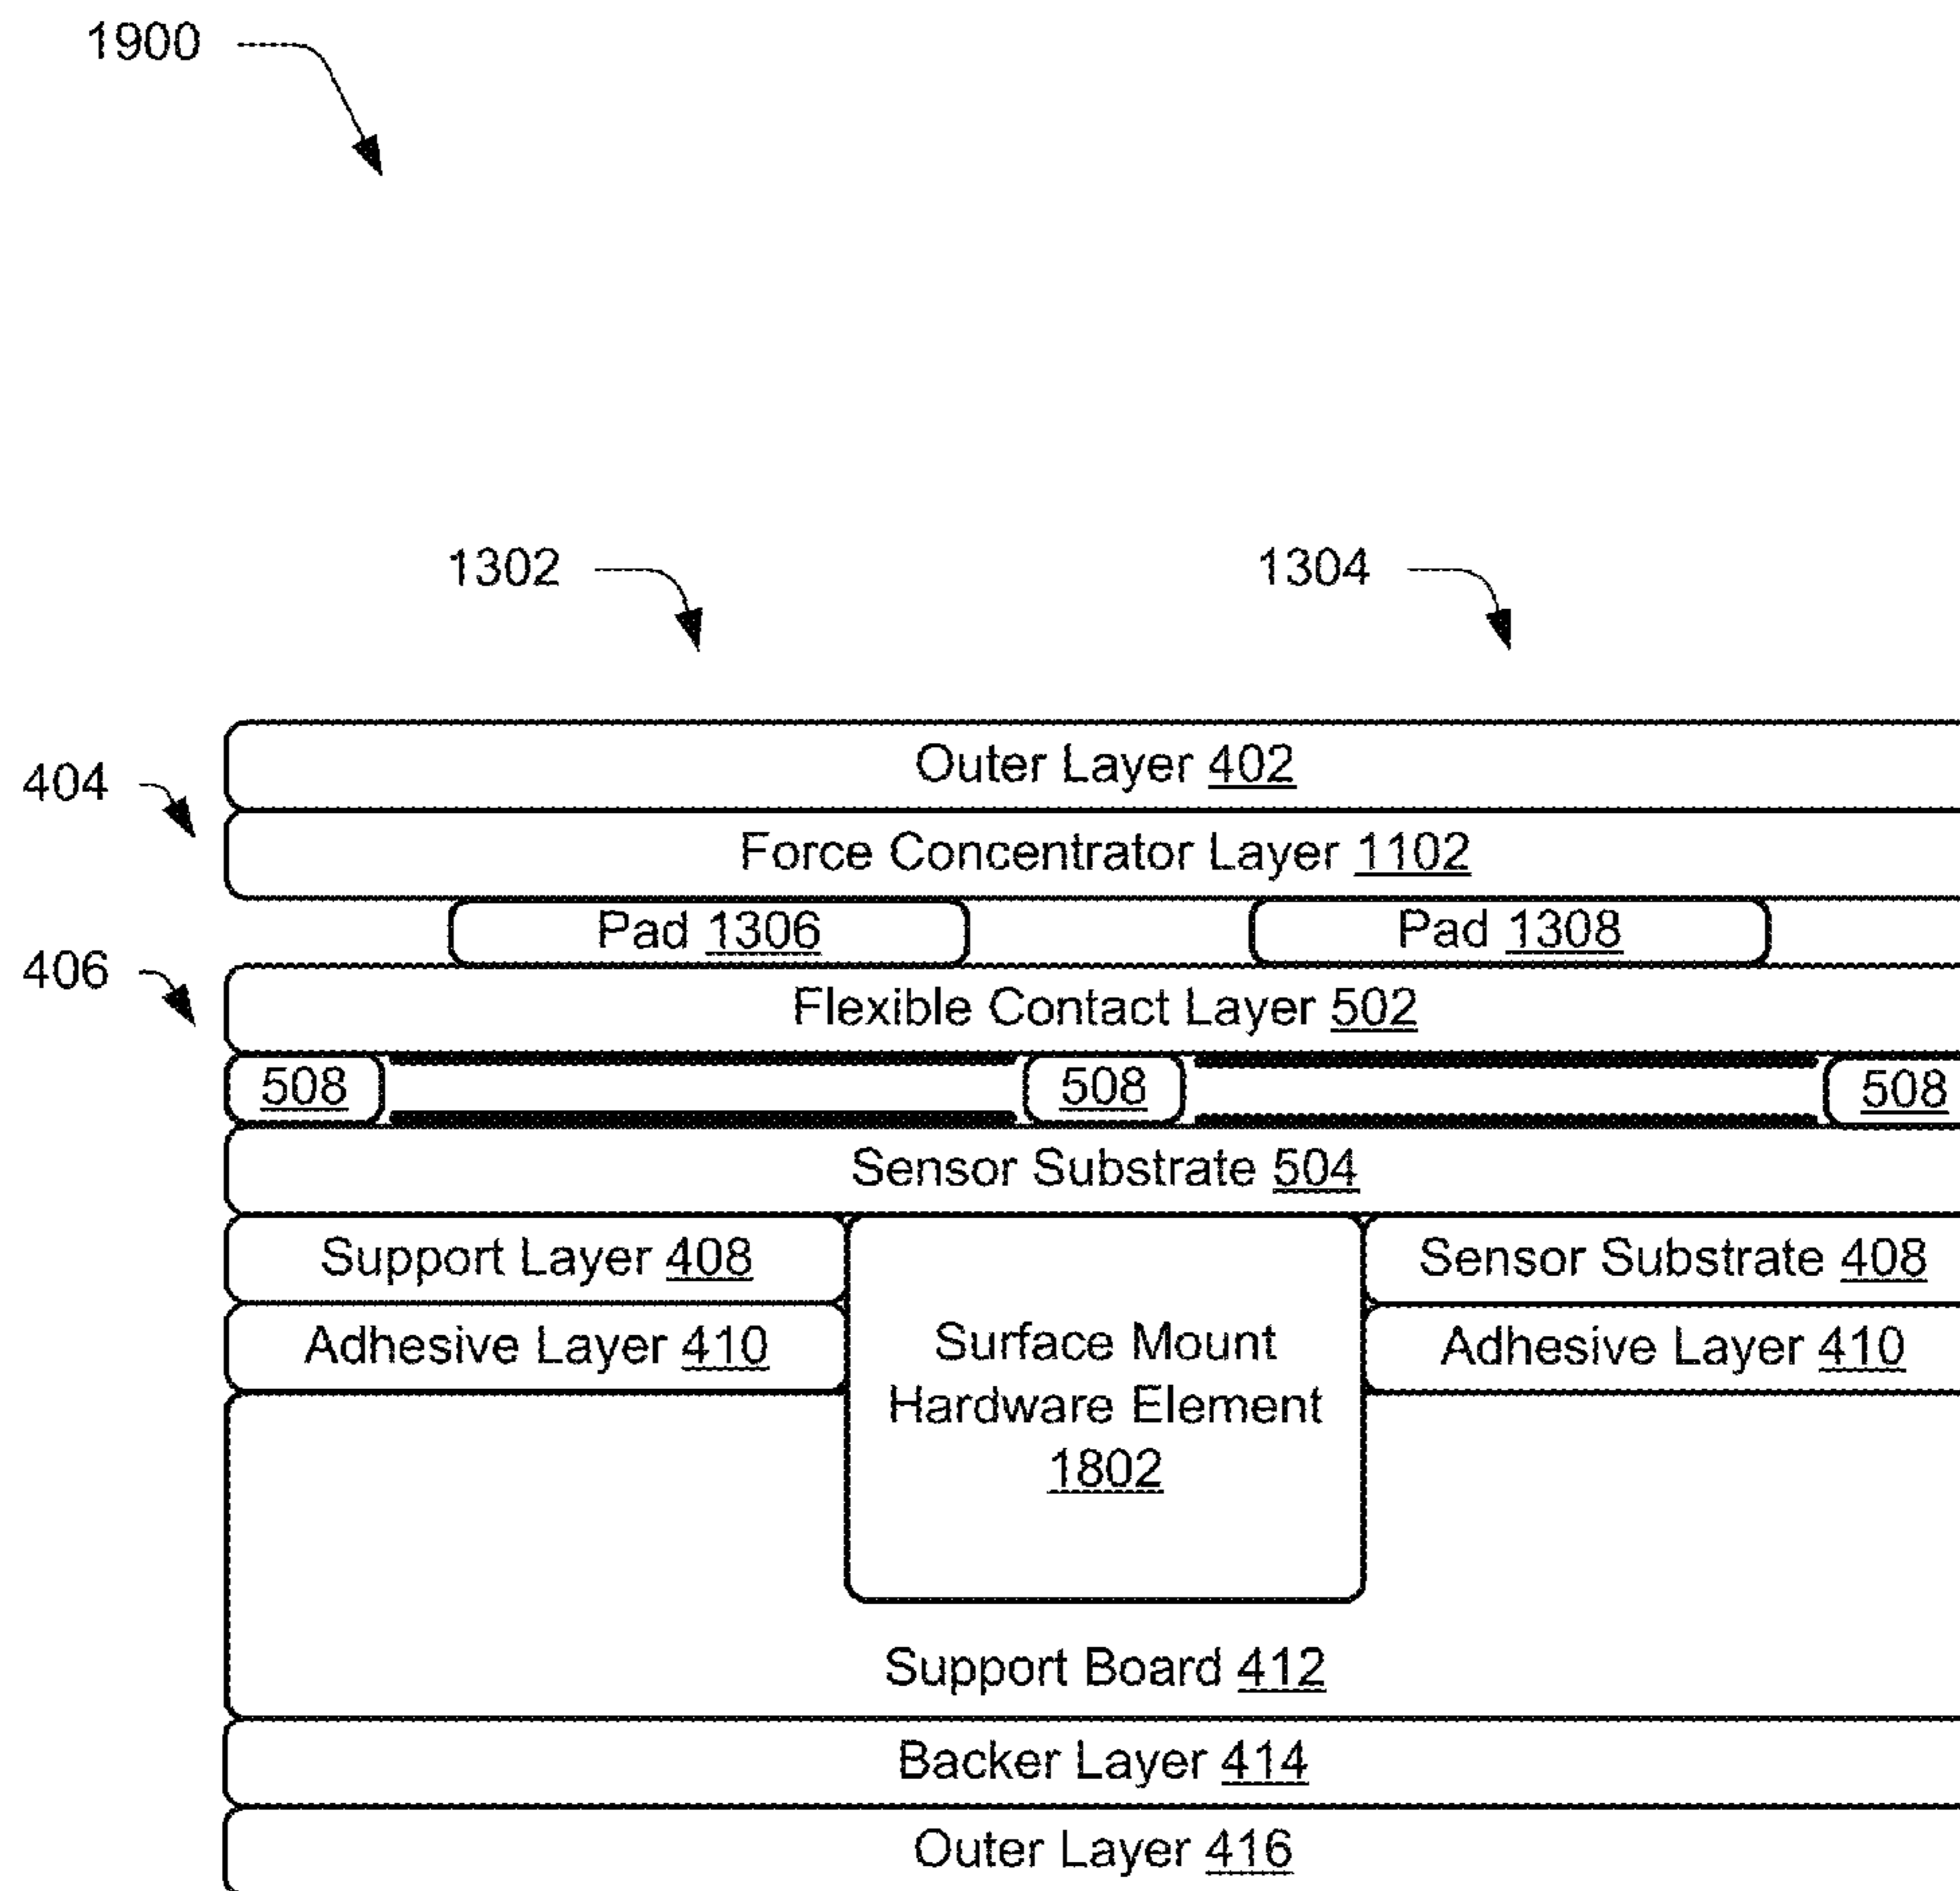 1900
1302
1304
Outer Layer 402
404
Force Concentrator Layer 1102
Pad 1306
Pad 1308
406
Flexible Contact Layer 502
508
508
508
Sensor Substrate 504
Support Layer 408
Sensor Substrate 408
Adhesive Layer 410
Surface Mount
Hardware Element
1802
Adhesive Layer 410
Support Board 412
Backer Layer 414
Outer Layer 416